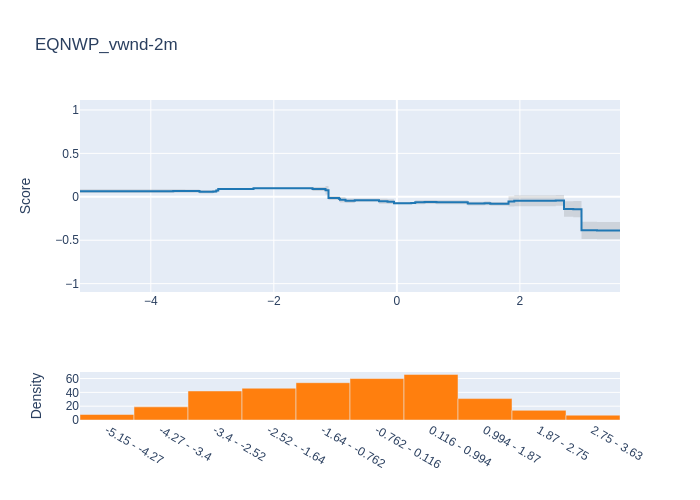 EQNWP_vwnd-2m
1
0.5
0
−0.5
−1
Score
−4
−2
0
2
60
40
20
0
Density
-5.15 - -4.27
-4.27 - -3.4
-3.4 - -2.52
-2.52 - -1.64
-1.64 - -0.762
-0.762 - 0.116
0.116 - 0.994
0.994 - 1.87
1.87 - 2.75
2.75 - 3.63